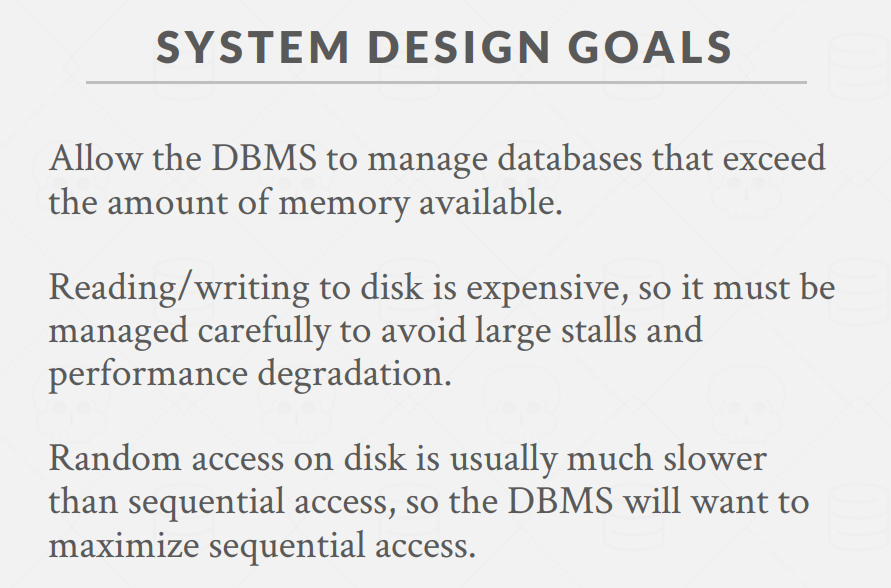 SYSTEM DESIGN GOALS
Allow the DBMS to manage databases that exceed
the amount of memory available.
Reading/writing to disk is expensive, so it must be
managed carefully to avoid large stalls and
performance degradation.
Random access on disk is usually much slower
than sequential access, so the DBMS will want to
maximize sequential access.